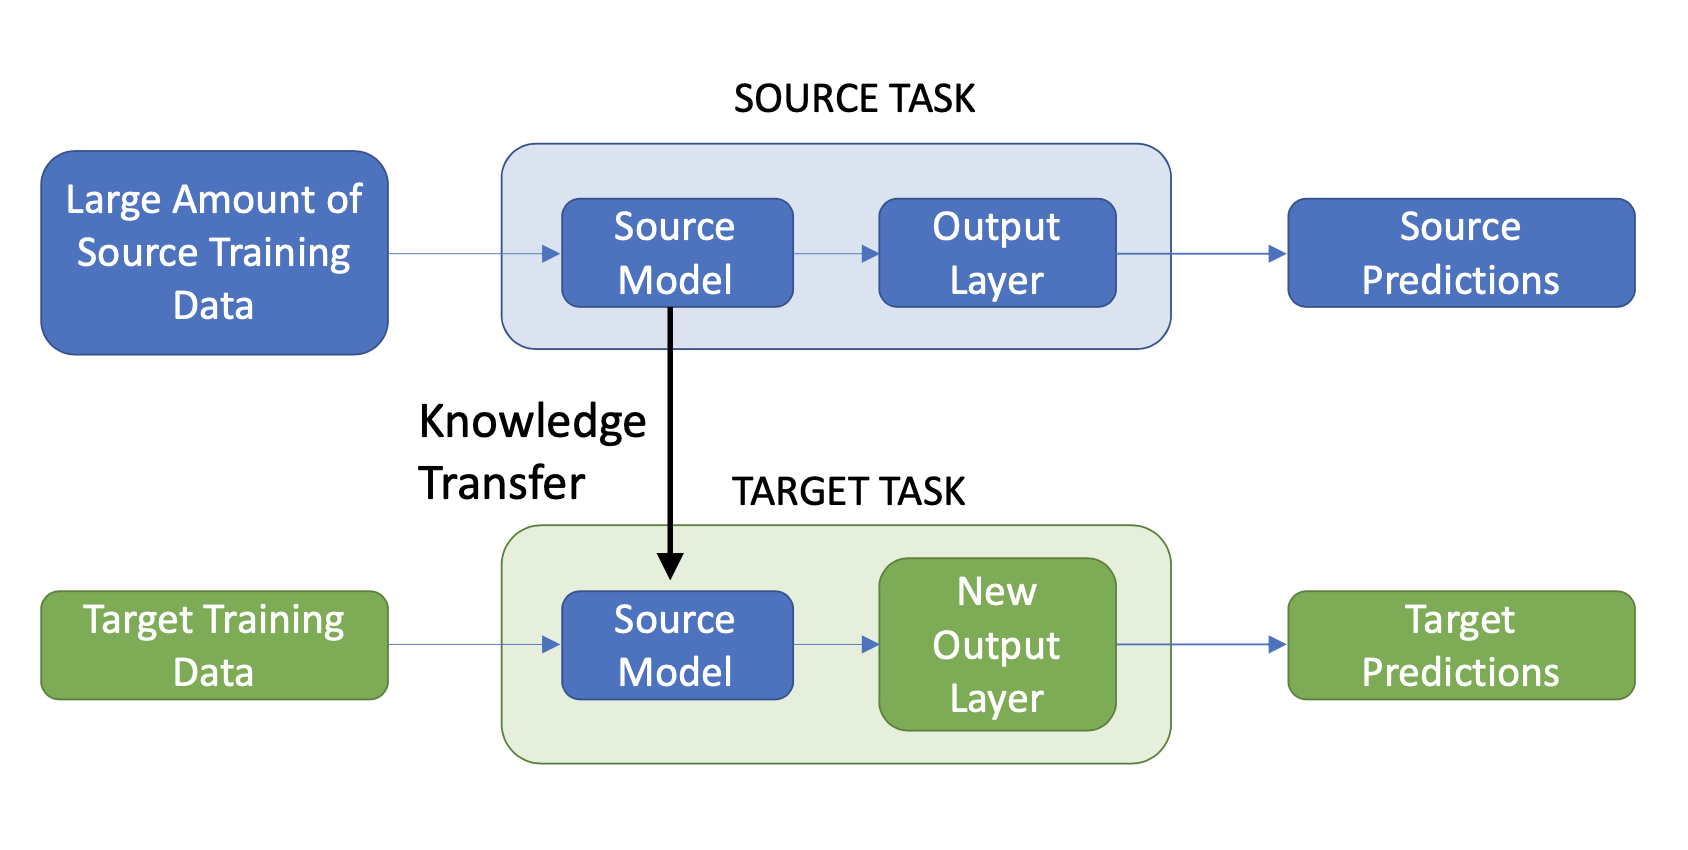 SOURCE TASK
Large Amount of
Source Training
Data
Source
Model
Output
Layer
Source
Predictions
Knowledge
Transfer
TARGET TASK
Target Training
Data
Source
Model
New
Output
Layer
Target
Predictions